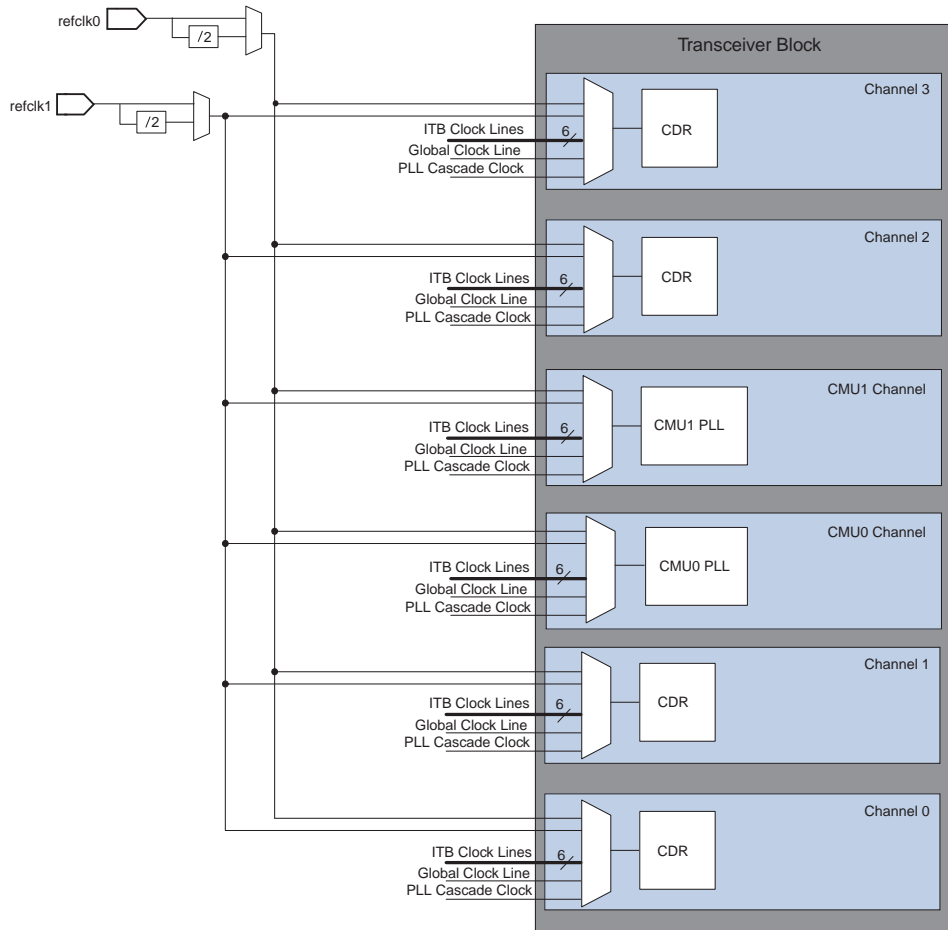 refclk0
/2
Transceiver Block
refclk1
/2
Channel 3
ITB Clock Lines
6
Global Clock Line
PLL Cascade Clock
CDR
Channel 2
ITB Clock Lines
6
Global Clock Line
PLL Cascade Clock
CDR
CMU1 Channel
ITB Clock Lines
6
Global Clock Line
PLL Cascade Clock
CMU1 PLL
CMU0 Channel
ITB Clock Lines
6
Global Clock Line
PLL Cascade Clock
CMU0 PLL
Channel 1
ITB Clock Lines
6
Global Clock Line
PLL Cascade Clock
CDR
Channel 0
ITB Clock Lines
6
Global Clock Line
PLL Cascade Clock
CDR